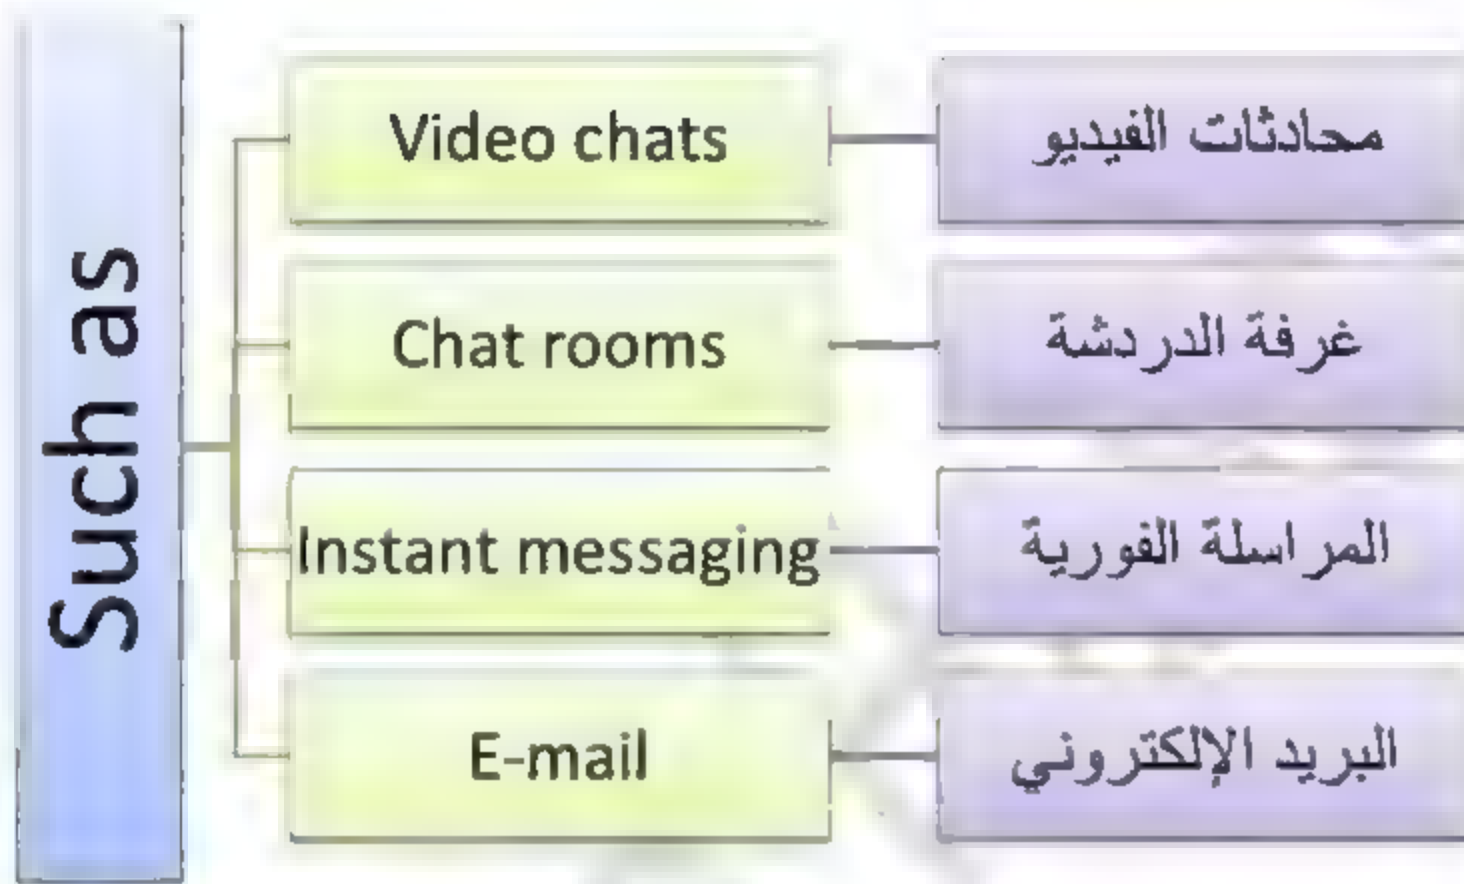 Such as
Video chats
محادثات الفيديو
Chat rooms
غرفة الدردشة
Instant messaging
المراسلة الفورية
E-mail
البريد الإلكتروني